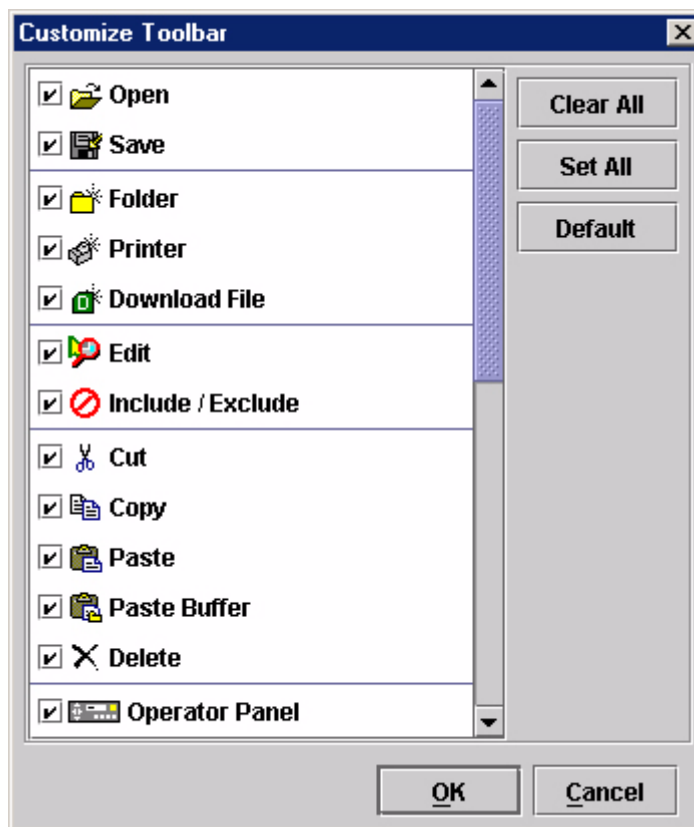 Customize Toolbar
Open
Save
Folder
Printer
Download File
Edit
Include / Exclude
Cut
Copy
Paste
Paste Buffer
Delete
Operator Panel
Clear All
Set All
Default
OK
Cancel